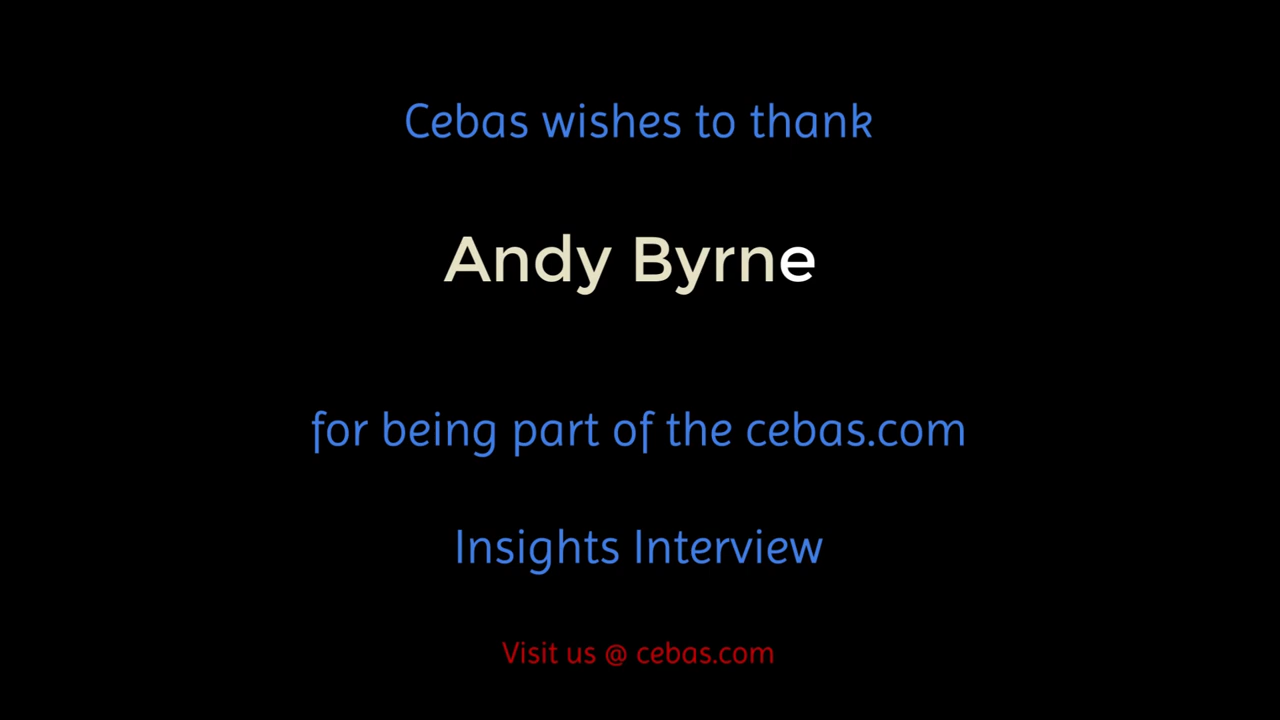 Cebas wishes to thank
Andy Byrne
for being part of the cebas.com
Insights Interview
Visit us @ cebas.com